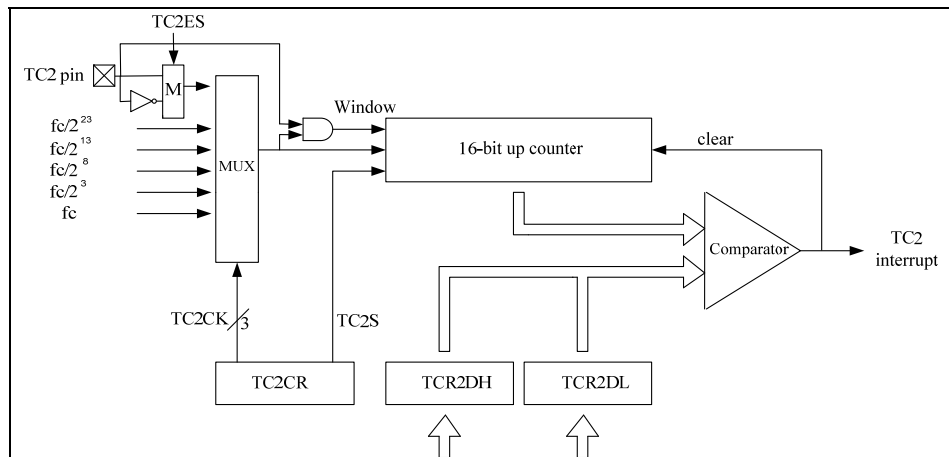 TC2ES
TC2 pin
M
fc/2²³
fc/2¹³
fc/2⁸
fc/2³
fc
MUX
Window
16-bit up counter
clear
Comparator
TC2
interrupt
TC2CK
3
TC2S
TC2CR
TCR2DH
TCR2DL